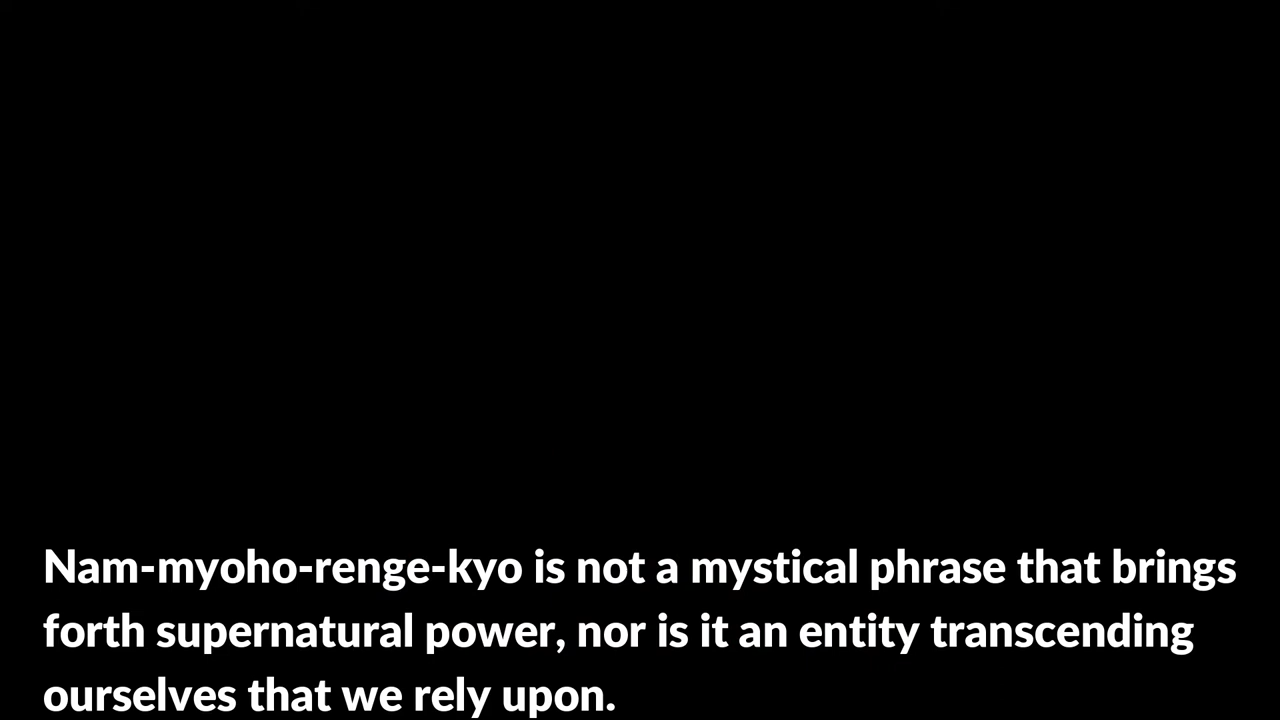 Nam-myoho-renge-kyo is not a mystical phrase that brings
forth supernatural power, nor is it an entity transcending
ourselves that we rely upon.